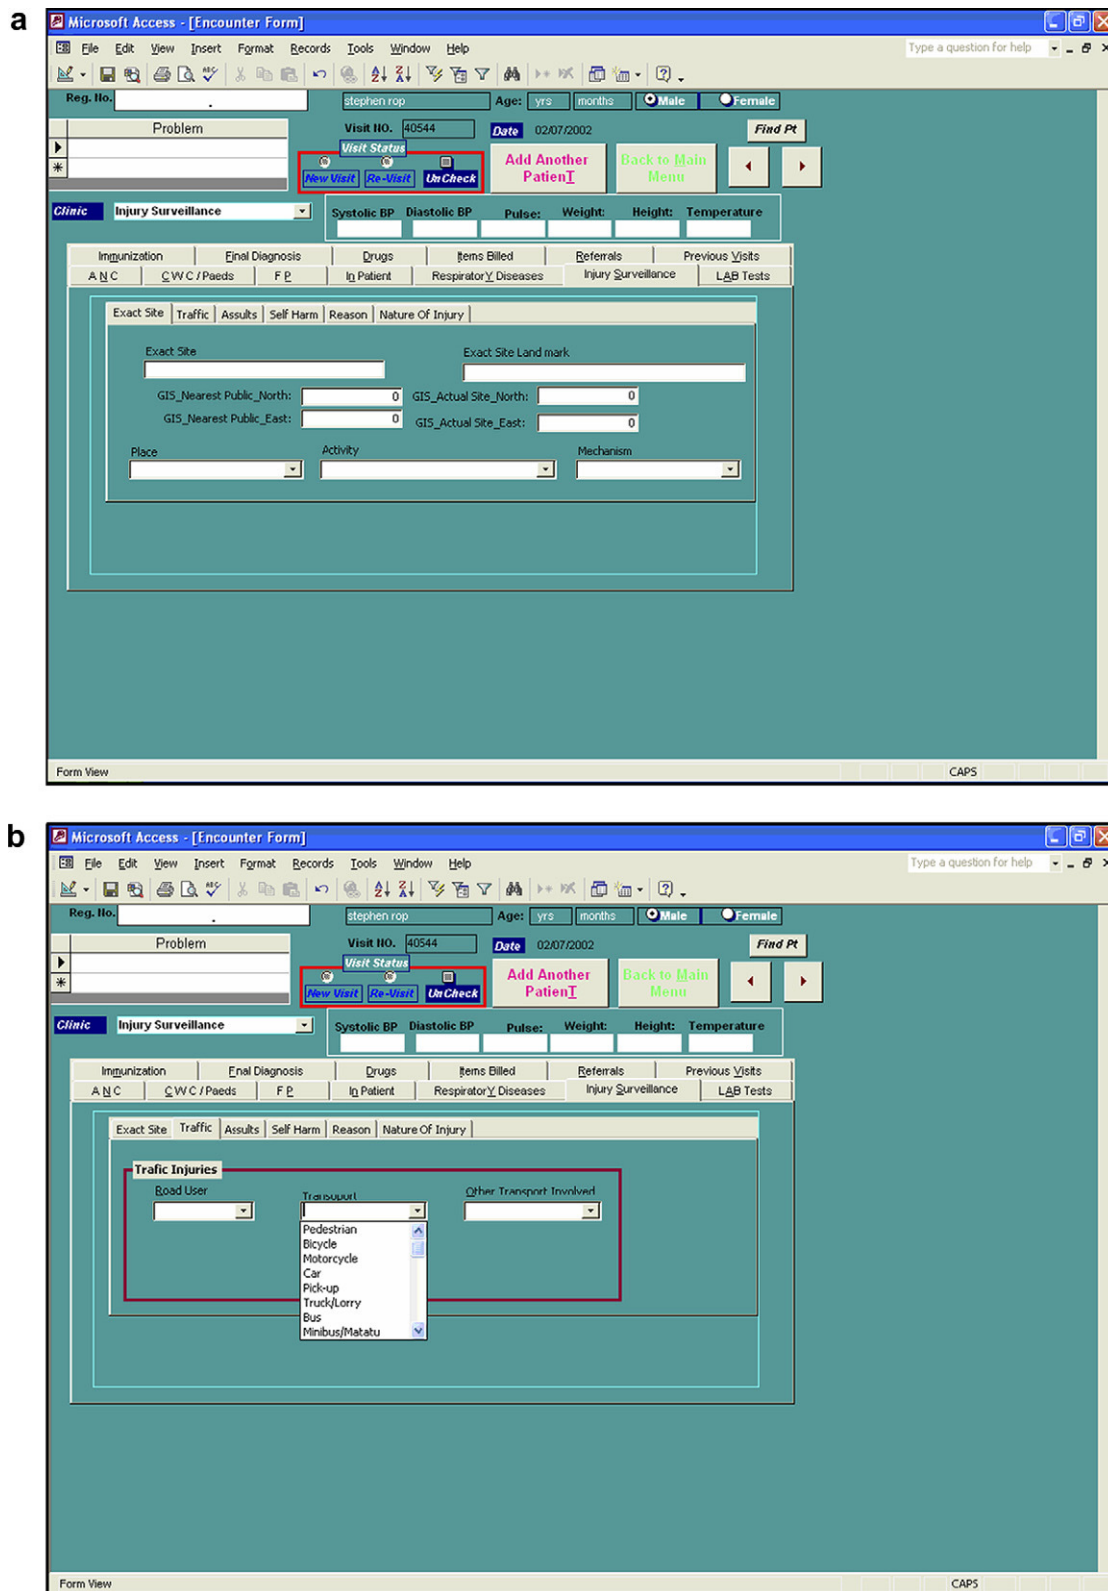 a
Microsoft Access - [Encounter Form]
File Edit View Insert Format Records Tools Window Help Type a question for help
Reg. No. . stephen rop Age: yrs months Male Female
Problem Visit NO. 40544 Date 02/07/2002 Find Pt
Visit Status
New Visit Re-Visit UnCheck Add Another PatienT Back to Main Menu
Clinic Injury Surveillance Systolic BP Diastolic BP Pulse: Weight: Height: Temperature
Immunization Final Diagnosis Drugs Items Billed Referrals Previous Visits
A N C C W C / Paeds F P In Patient RespiratorY Diseases Injury Surveillance LAB Tests
Exact Site Traffic Assults Self Harm Reason Nature Of Injury
Exact Site Exact Site Land mark
GIS_Nearest Public_North: 0 GIS_Actual Site_North: 0
GIS_Nearest Public_East: 0 GIS_Actual Site_East: 0
Place Activity Mechanism
Form View CAPS
b
Microsoft Access - [Encounter Form]
File Edit View Insert Format Records Tools Window Help Type a question for help
Reg. No. . stephen rop Age: yrs months Male Female
Problem Visit NO. 40544 Date 02/07/2002 Find Pt
Visit Status
New Visit Re-Visit UnCheck Add Another PatienT Back to Main Menu
Clinic Injury Surveillance Systolic BP Diastolic BP Pulse: Weight: Height: Temperature
Immunization Enal Diagnosis Drugs Items Billed Referrals Previous Visits
A N C C W C / Paeds F P In Patient RespiratorY Diseases Injury Surveillance LAB Tests
Exact Site Traffic Assults Self Harm Reason Nature Of Injury
Trafic Injuries
Road User Transuport Other Transport Involved
Pedestrian
Bicycle
Motorcycle
Car
Pick-up
Truck/Lorry
Bus
Minibus/Matatu
Form View CAPS